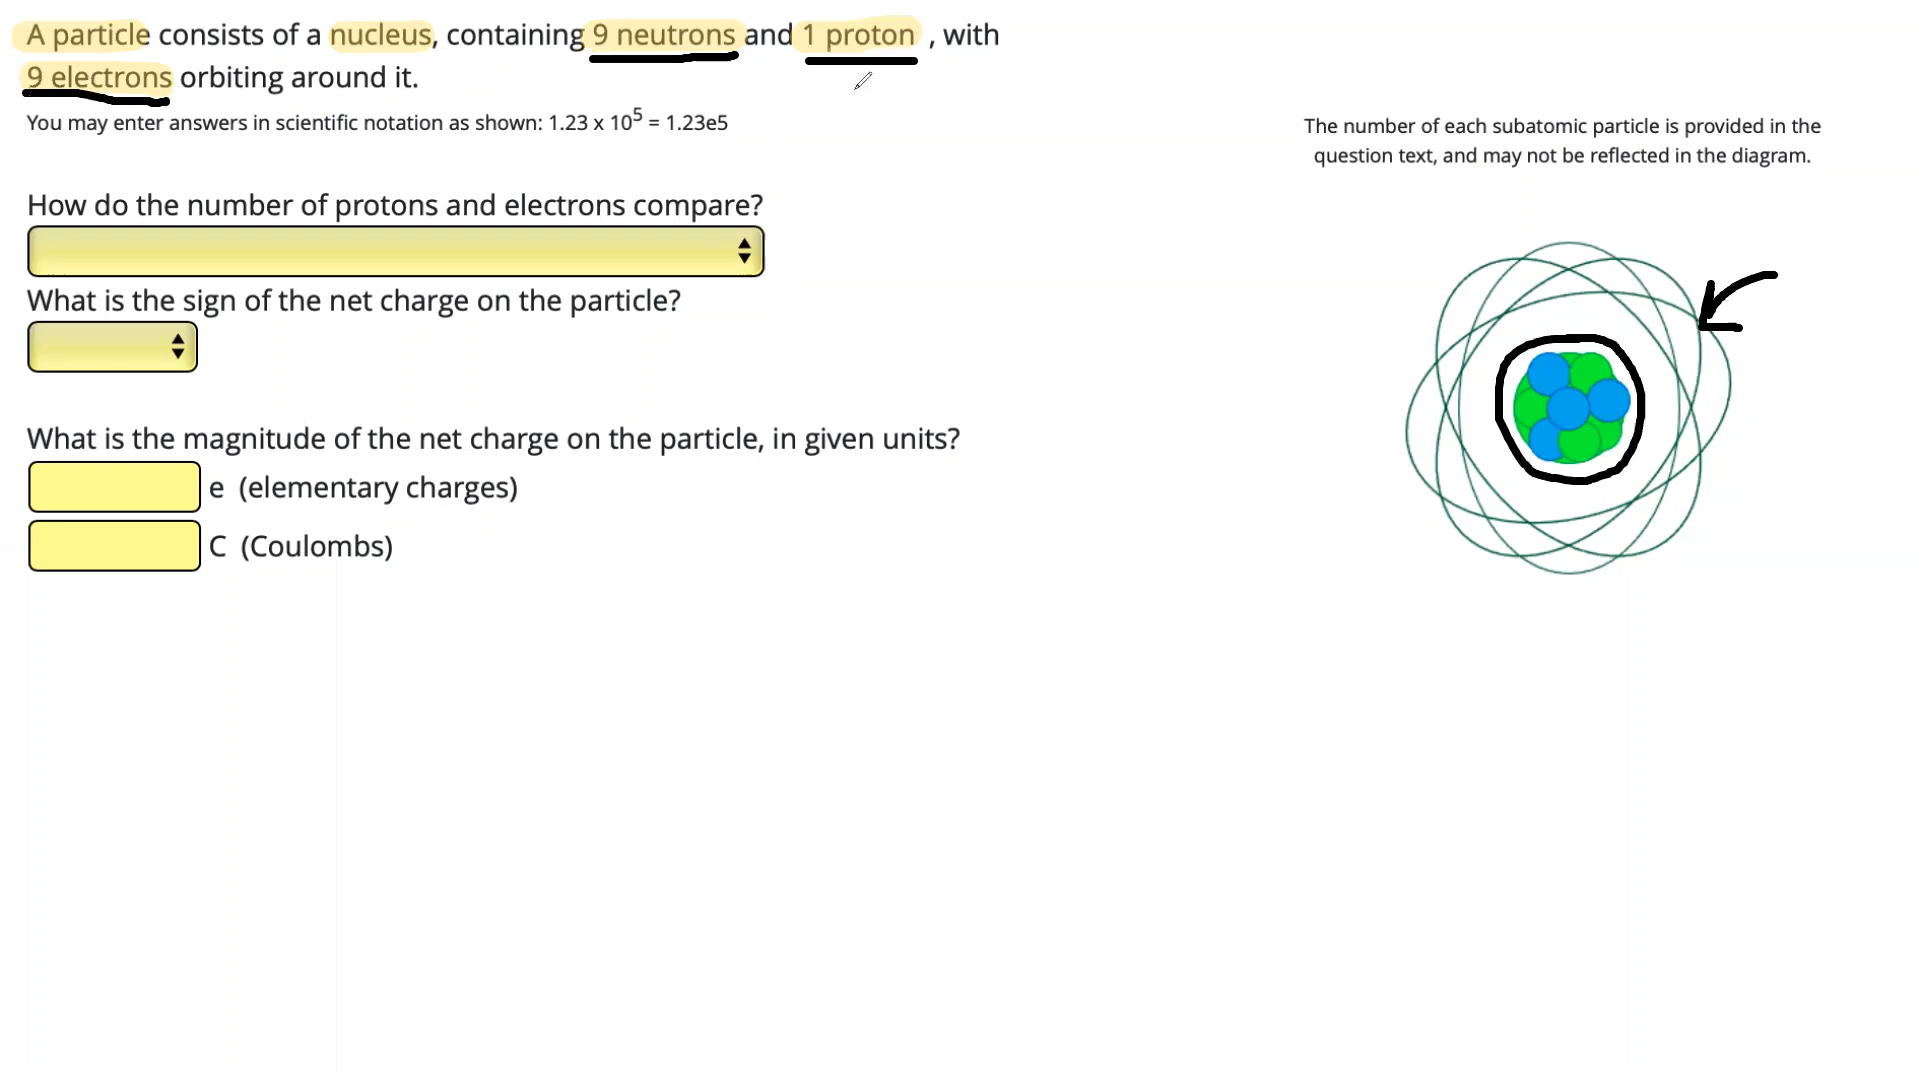 A particle consists of a nucleus, containing 9 neutrons and 1 proton , with
9 electrons orbiting around it.
You may enter answers in scientific notation as shown: 1.23 x 10⁵ = 1.23e5
The number of each subatomic particle is provided in the
question text, and may not be reflected in the diagram.
How do the number of protons and electrons compare?
What is the sign of the net charge on the particle?
What is the magnitude of the net charge on the particle, in given units?
e (elementary charges)
C (Coulombs)